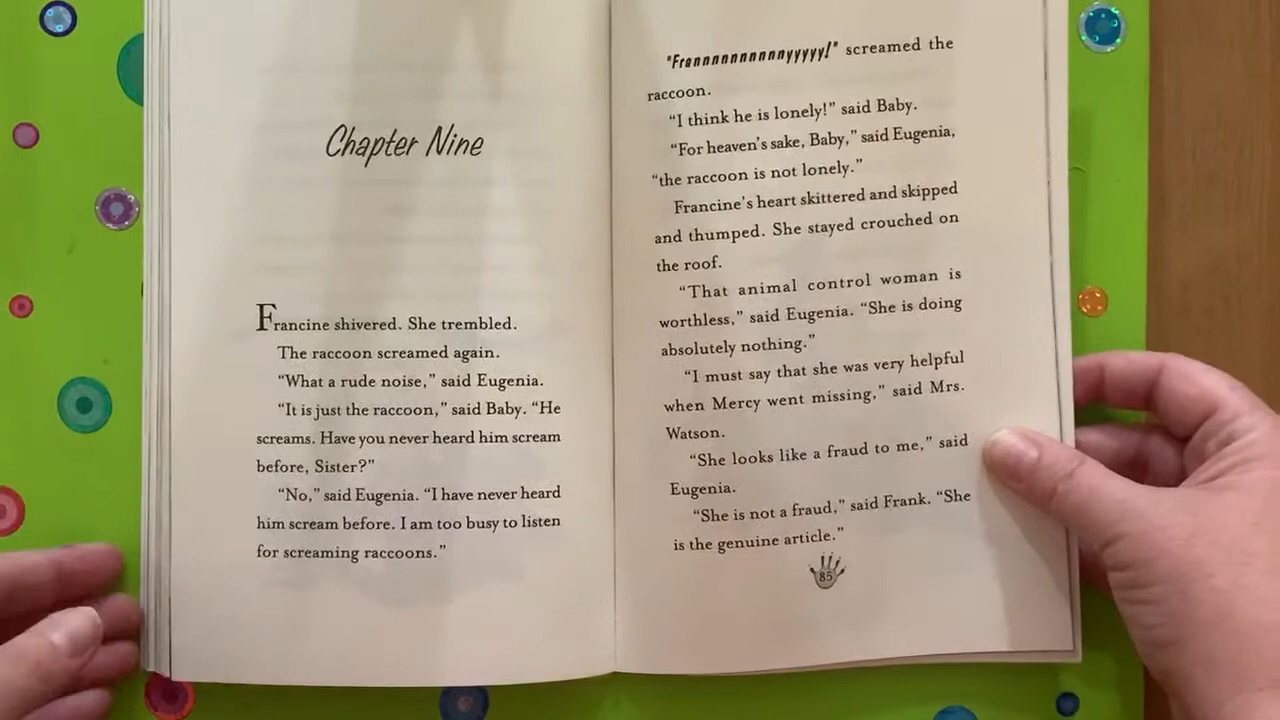 Chapter Nine
Francine shivered. She trembled.
The raccoon screamed again.
“What a rude noise,” said Eugenia.
“It is just the raccoon,” said Baby. “He
screams. Have you never heard him scream
before, Sister?”
“No,” said Eugenia. “I have never heard
him scream before. I am too busy to listen
for screaming raccoons.”
“Frannnnnnnnnnyyyyy!” screamed the
raccoon.
“I think he is lonely!” said Baby.
“For heaven’s sake, Baby,” said Eugenia,
“the raccoon is not lonely.”
Francine’s heart skittered and skipped
and thumped. She stayed crouched on
the roof.
“That animal control woman is
worthless,” said Eugenia. “She is doing
absolutely nothing.”
“I must say that she was very helpful
when Mercy went missing,” said Mrs.
Watson.
“She looks like a fraud to me,” said
Eugenia.
“She is not a fraud,” said Frank. “She
is the genuine article.”
85